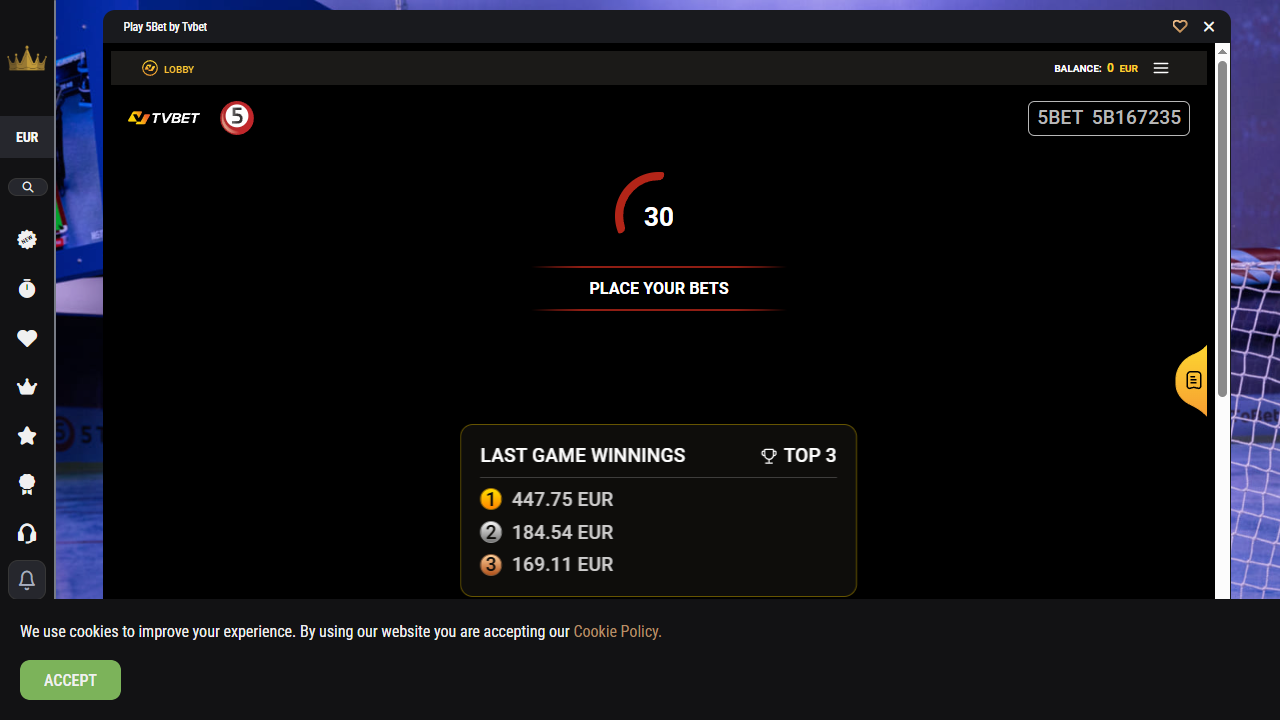 Play 5Bet by Tvbet
EUR
NEW
LOBBY
BALANCE: 0 EUR
TVBET
5
5BET 5B167235
30
PLACE YOUR BETS
LAST GAME WINNINGS
TOP 3
1 447.75 EUR
2 184.54 EUR
3 169.11 EUR
We use cookies to improve your experience. By using our website you are accepting our Cookie Policy.
ACCEPT